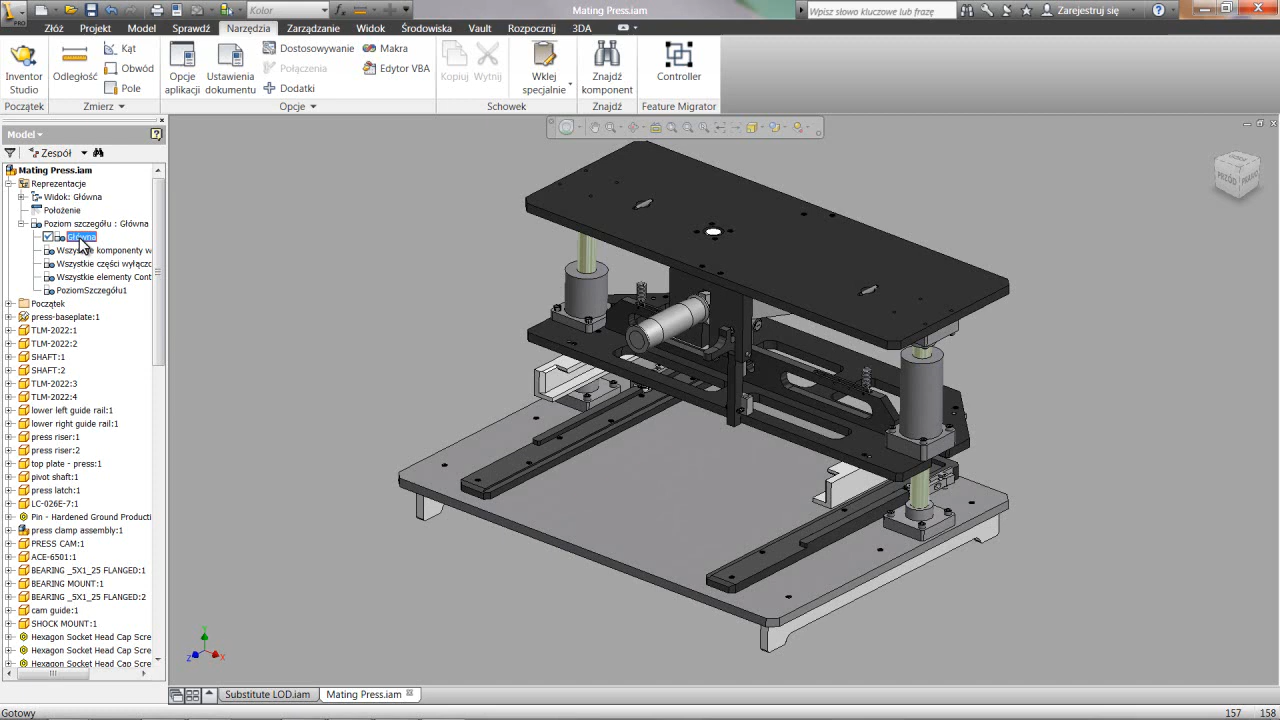 PRO
Kolor
Mating Press.iam
Wpisz słowo kluczowe lub frazę
Zarejestruj się
Złóż Projekt Model Sprawdź Narzędzia Zarządzanie Widok Środowiska Vault Rozpocznij 3DA
Inventor Studio
Odległość
Kąt
Obwód
Pole
Opcje aplikacji
Ustawienia dokumentu
Dostosowywanie
Połączenia
Dodatki
Makra
Edytor VBA
Kopiuj
Wytnij
Wklej specjalnie
Znajdź komponent
Controller
Początek Zmierz Opcje Schowek Znajdź Feature Migrator
Model
Zespół
Mating Press.iam
Reprezentacje
Widok: Główna
Położenie
Poziom szczegółu : Główna
Główna
Wszystkie komponenty w
Wszystkie części wyłącz
Wszystkie elementy Cont
PoziomSzczegółu1
Początek
press-baseplate:1
TLM-2022:1
TLM-2022:2
SHAFT:1
SHAFT:2
TLM-2022:3
TLM-2022:4
lower left guide rail:1
lower right guide rail:1
press riser:1
press riser:2
top plate - press:1
pivot shaft:1
press latch:1
LC-026E-7:1
Pin - Hardened Ground Producti
press clamp assembly:1
PRESS CAM:1
ACE-6501:1
BEARING _5X1_25 FLANGED:1
BEARING MOUNT:1
BEARING _5X1_25 FLANGED:2
cam guide:1
SHOCK MOUNT:1
Hexagon Socket Head Cap Scre
Hexagon Socket Head Cap Scre
Hexagon Socket Head Cap Scre
PRZÓD
Y
Z
X
Substitute LOD.iam Mating Press.iam
Gotowy
157 158